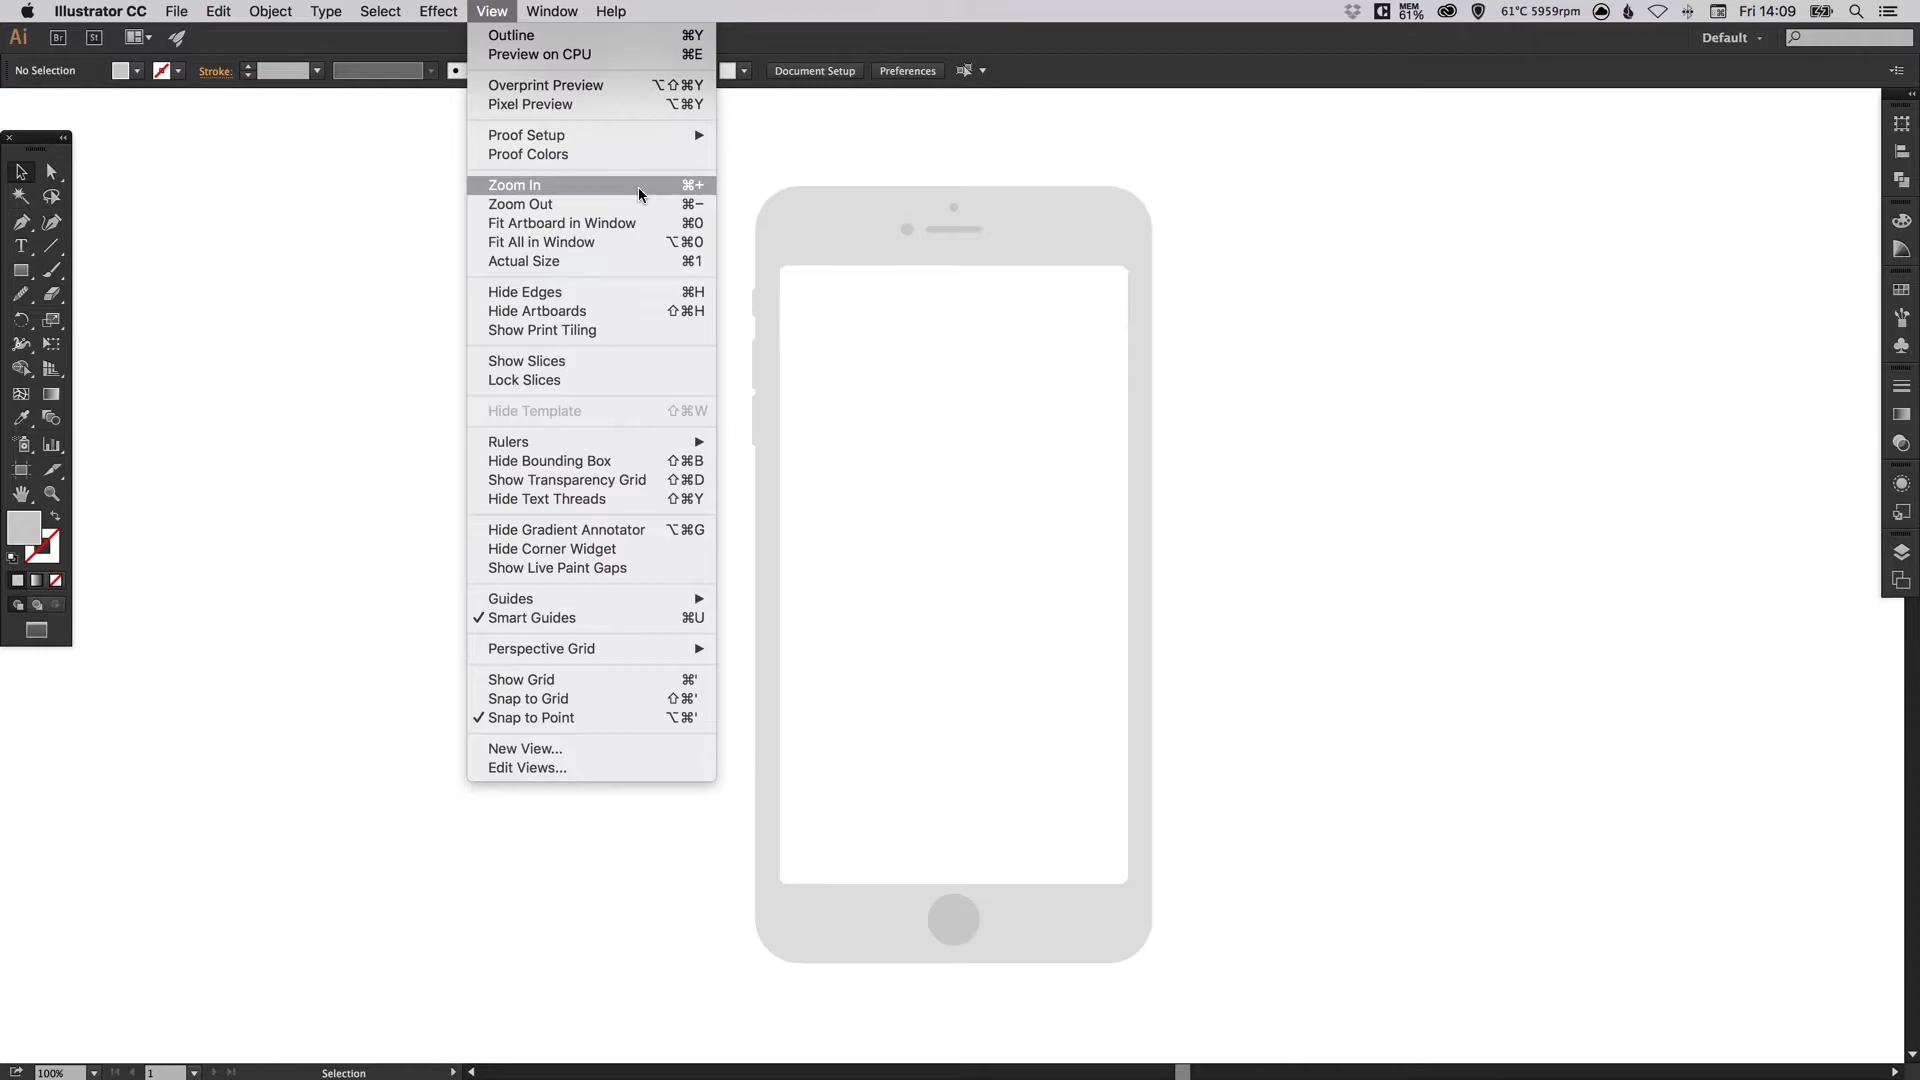 Illustrator CC File Edit Object Type Select Effect View Window Help MEM 61% 61°C 5959rpm Fri 14:09
Ai Br St Default
No Selection Stroke: Document Setup Preferences
Outline ⌘Y
Preview on CPU ⌘E
Overprint Preview ⌥⇧⌘Y
Pixel Preview ⌥⌘Y
Proof Setup
Proof Colors
Zoom In ⌘+
Zoom Out ⌘−
Fit Artboard in Window ⌘0
Fit All in Window ⌥⌘0
Actual Size ⌘1
Hide Edges ⌘H
Hide Artboards ⇧⌘H
Show Print Tiling
Show Slices
Lock Slices
Hide Template ⇧⌘W
Rulers
Hide Bounding Box ⇧⌘B
Show Transparency Grid ⇧⌘D
Hide Text Threads ⇧⌘Y
Hide Gradient Annotator ⌥⌘G
Hide Corner Widget
Show Live Paint Gaps
Guides
✓ Smart Guides ⌘U
Perspective Grid
Show Grid ⌘'
Snap to Grid ⇧⌘'
✓ Snap to Point ⌥⌘'
New View...
Edit Views...
100% 1 Selection